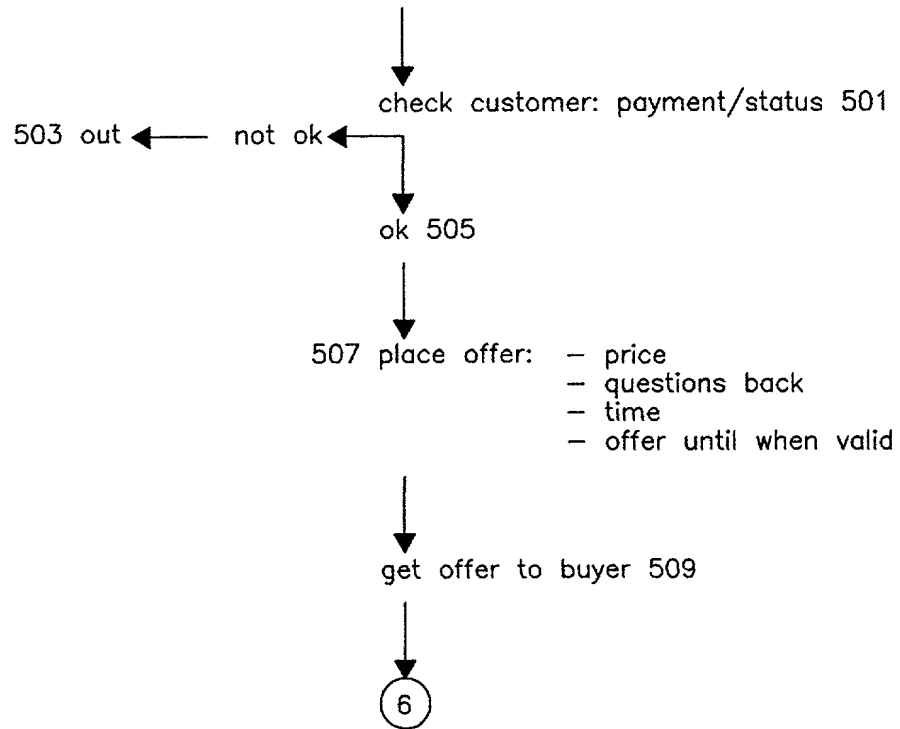 check customer: payment/status 501
503 out not ok
ok 505
507 place offer: – price
– questions back
– time
– offer until when valid
get offer to buyer 509
6